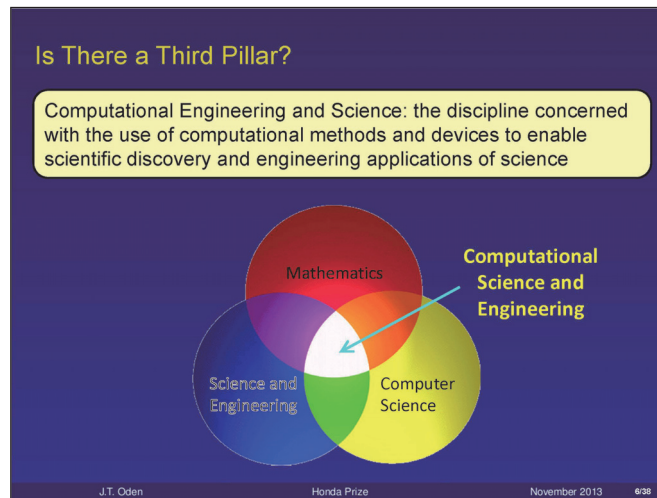 Is There a Third Pillar?
Computational Engineering and Science: the discipline concerned
with the use of computational methods and devices to enable
scientific discovery and engineering applications of science
Mathematics
Computational
Science and
Engineering
Science and
Engineering
Computer
Science
J.T. Oden
Honda Prize
November 2013
6/38